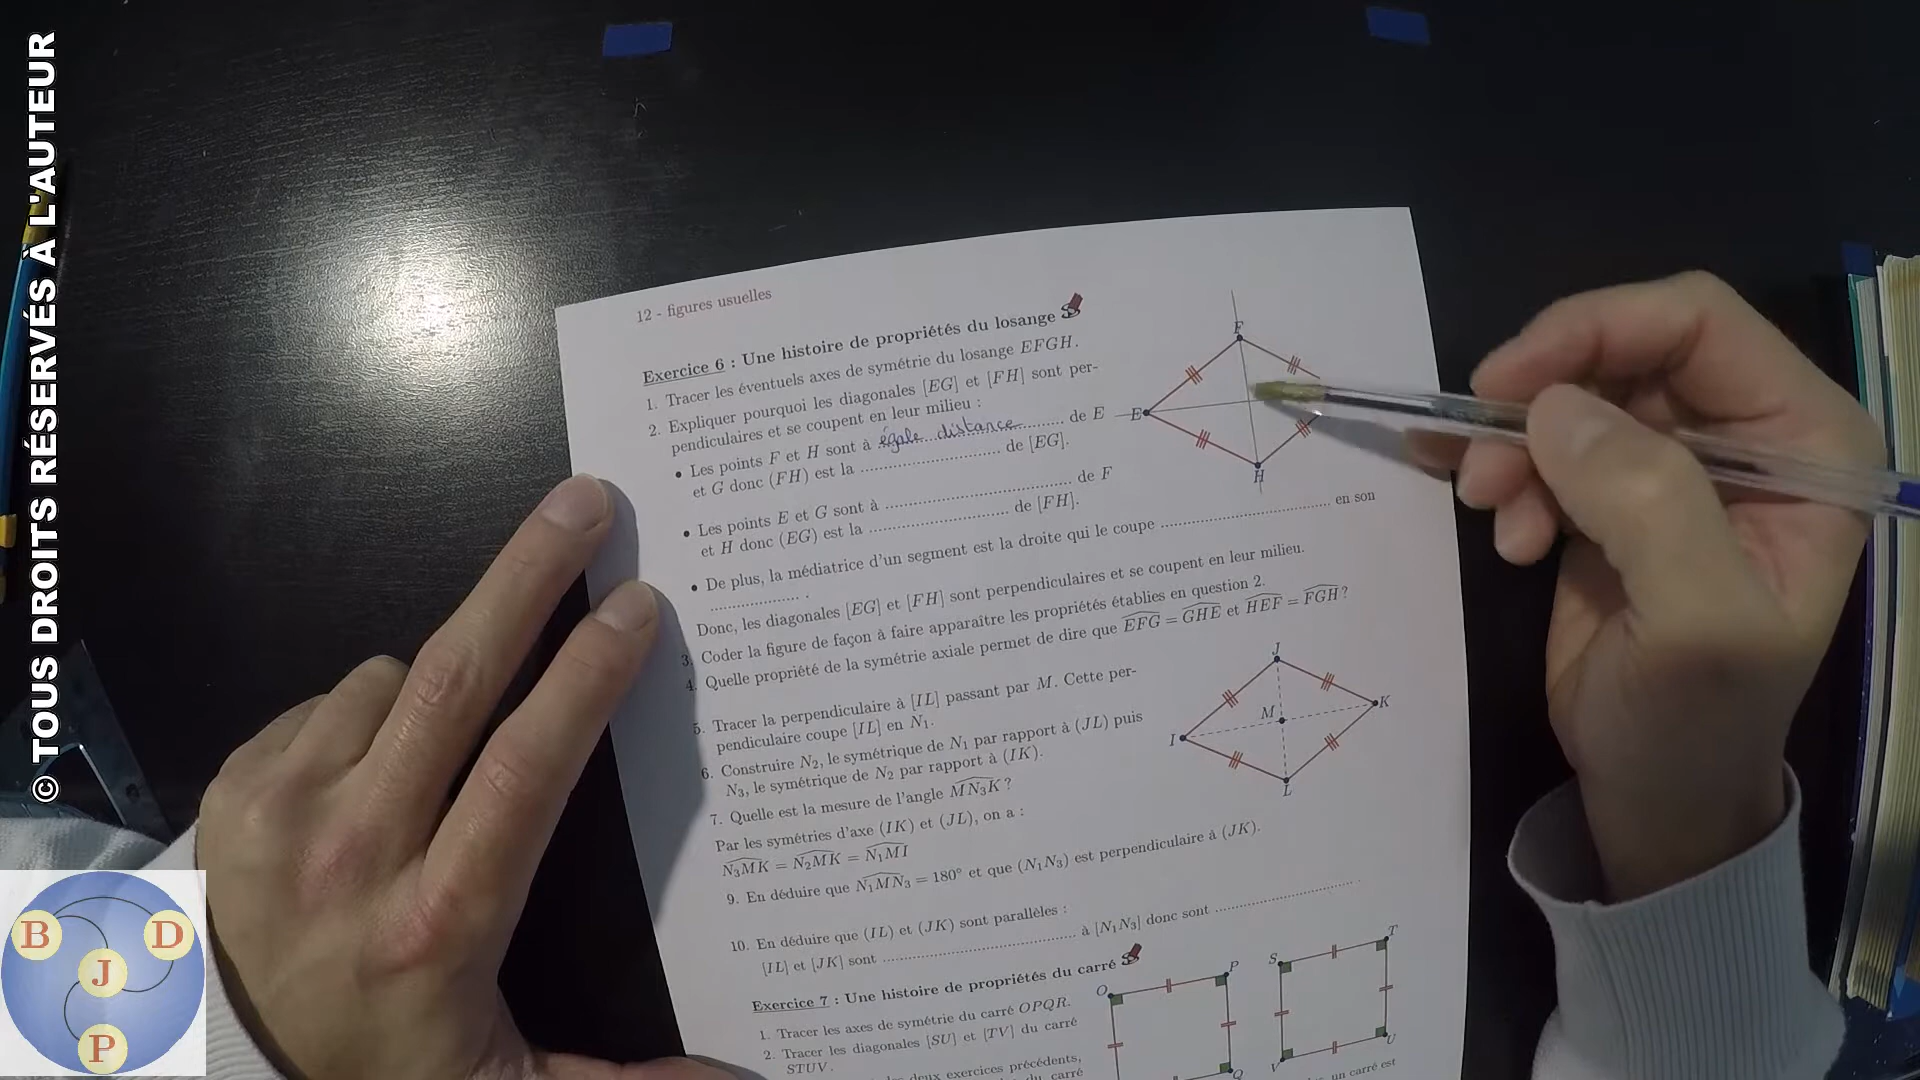 © TOUS DROITS RÉSERVÉS À L'AUTEUR
12 - figures usuelles
Exercice 6 : Une histoire de propriétés du losange
1. Tracer les éventuels axes de symétrie du losange EFGH.
2. Expliquer pourquoi les diagonales [EG] et [FH] sont per-
pendiculaires et se coupent en leur milieu :
• Les points F et H sont à égale distance de E
et G donc (FH) est la .............................. de [EG].
• Les points E et G sont à ........................................ de F
et H donc (EG) est la .............................. de [FH].
• De plus, la médiatrice d'un segment est la droite qui le coupe .................................... en son
.................... .
Donc, les diagonales [EG] et [FH] sont perpendiculaires et se coupent en leur milieu.
3. Coder la figure de façon à faire apparaître les propriétés établies en question 2.
4. Quelle propriété de la symétrie axiale permet de dire que EFG = GHE et HEF = FGH ?
5. Tracer la perpendiculaire à [IL] passant par M. Cette per-
pendiculaire coupe [IL] en N₁.
6. Construire N₂, le symétrique de N₁ par rapport à (JL) puis
N₃, le symétrique de N₂ par rapport à (IK).
7. Quelle est la mesure de l'angle MN₃K ?
Par les symétries d'axe (IK) et (JL), on a :
N₃MK = N₂MK = N₁MI
9. En déduire que N₁MN₃ = 180° et que (N₁N₃) est perpendiculaire à (JK).
10. En déduire que (IL) et (JK) sont parallèles :
[IL] et [JK] sont .......................................... à [N₁N₃] donc sont .............................. .
Exercice 7 : Une histoire de propriétés du carré
1. Tracer les axes de symétrie du carré OPQR.
2. Tracer les diagonales [SU] et [TV] du carré
STUV.
deux exercices précédents,
du carré
un carré est
F
E
H
J
K
M
I
L
O
P
Q
S
T
V
U
B
D
J
P